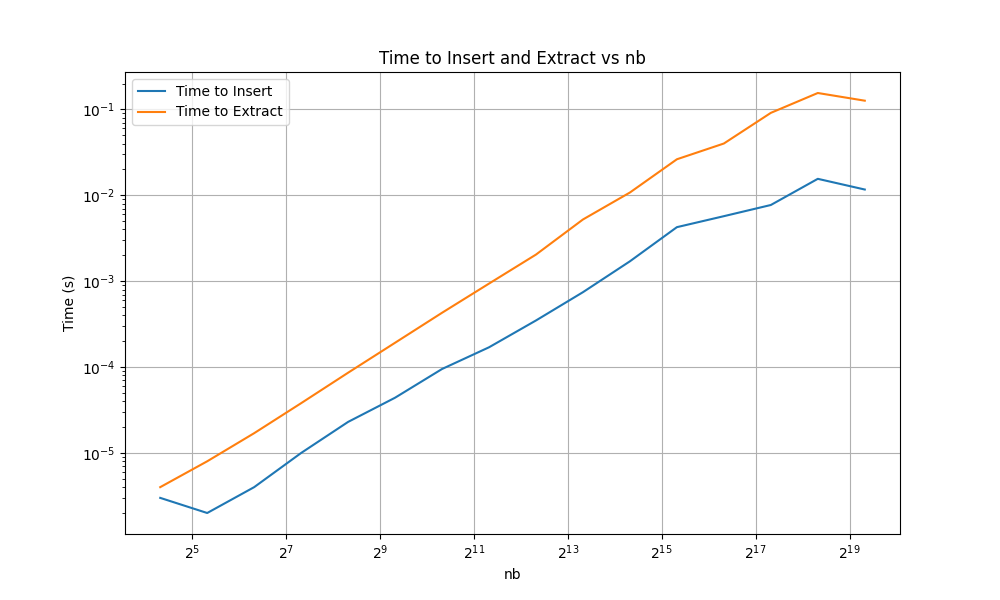 Time to Insert and Extract vs nb
Time to Insert
Time to Extract
10⁻¹
10⁻²
10⁻³
10⁻⁴
10⁻⁵
Time (s)
2⁵ 2⁷ 2⁹ 2¹¹ 2¹³ 2¹⁵ 2¹⁷ 2¹⁹
nb